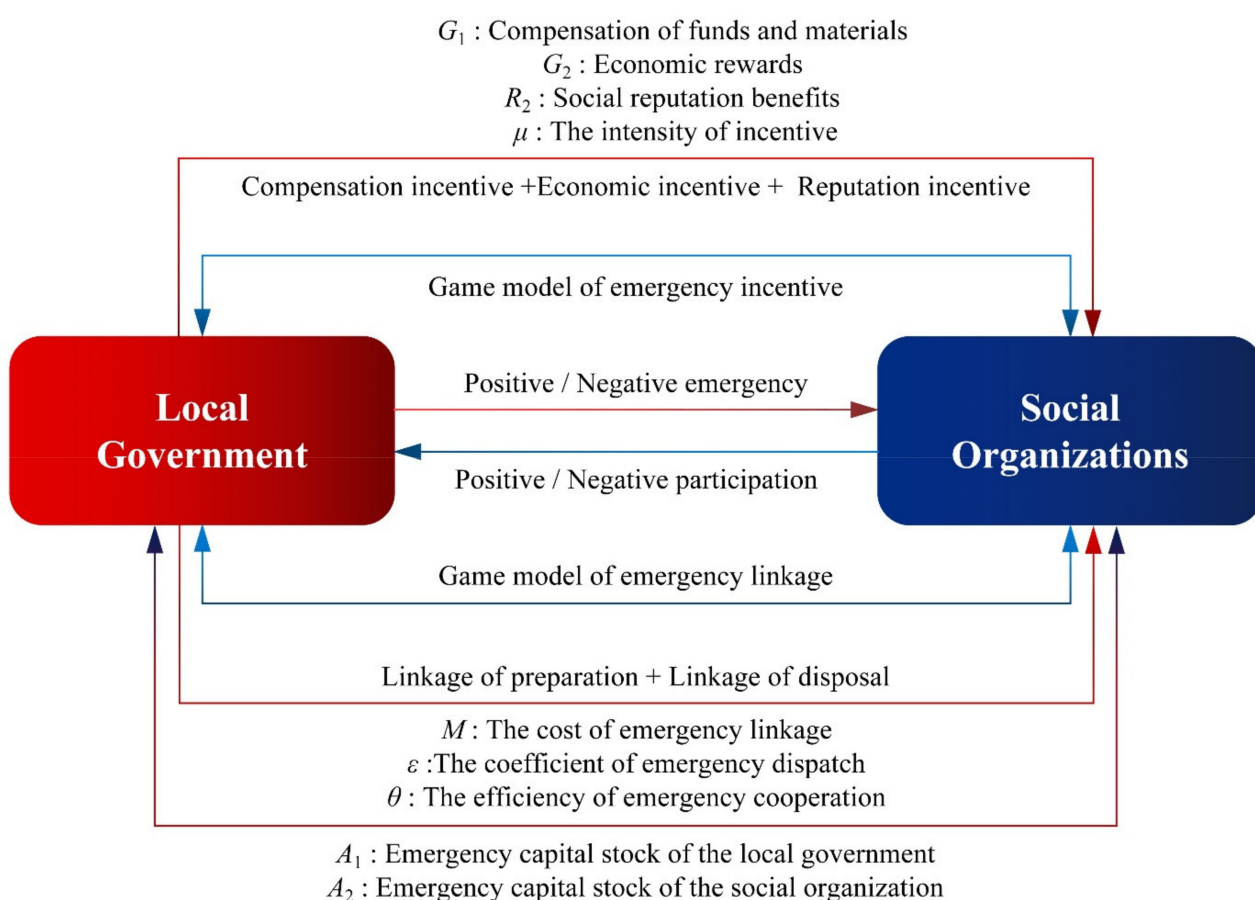 G₁ : Compensation of funds and materials
G₂ : Economic rewards
R₂ : Social reputation benefits
μ : The intensity of incentive
Compensation incentive +Economic incentive + Reputation incentive
Game model of emergency incentive
Positive / Negative emergency
Local
Government
Social
Organizations
Positive / Negative participation
Game model of emergency linkage
Linkage of preparation + Linkage of disposal
M : The cost of emergency linkage
ε :The coefficient of emergency dispatch
θ : The efficiency of emergency cooperation
A₁ : Emergency capital stock of the local government
A₂ : Emergency capital stock of the social organization